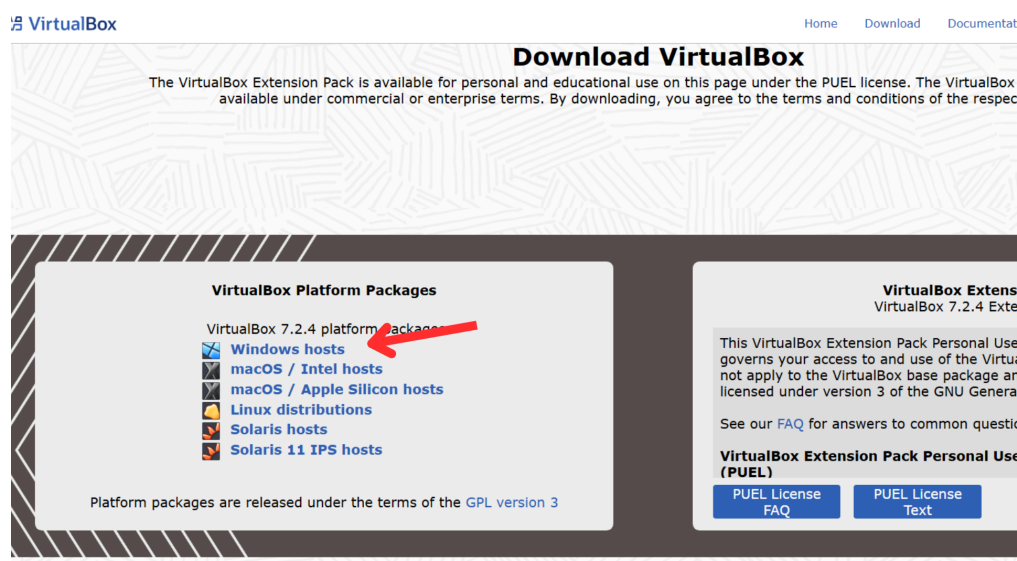 VirtualBox
Home Download Documentat
Download VirtualBox
The VirtualBox Extension Pack is available for personal and educational use on this page under the PUEL license. The VirtualBox
available under commercial or enterprise terms. By downloading, you agree to the terms and conditions of the respec
VirtualBox Platform Packages
VirtualBox 7.2.4 platform packages
Windows hosts
macOS / Intel hosts
macOS / Apple Silicon hosts
Linux distributions
Solaris hosts
Solaris 11 IPS hosts
Platform packages are released under the terms of the GPL version 3
VirtualBox Extens
VirtualBox 7.2.4 Exte
This VirtualBox Extension Pack Personal Use
governs your access to and use of the Virtua
not apply to the VirtualBox base package an
licensed under version 3 of the GNU Genera
See our FAQ for answers to common questio
VirtualBox Extension Pack Personal Use
(PUEL)
PUEL License
FAQ
PUEL License
Text